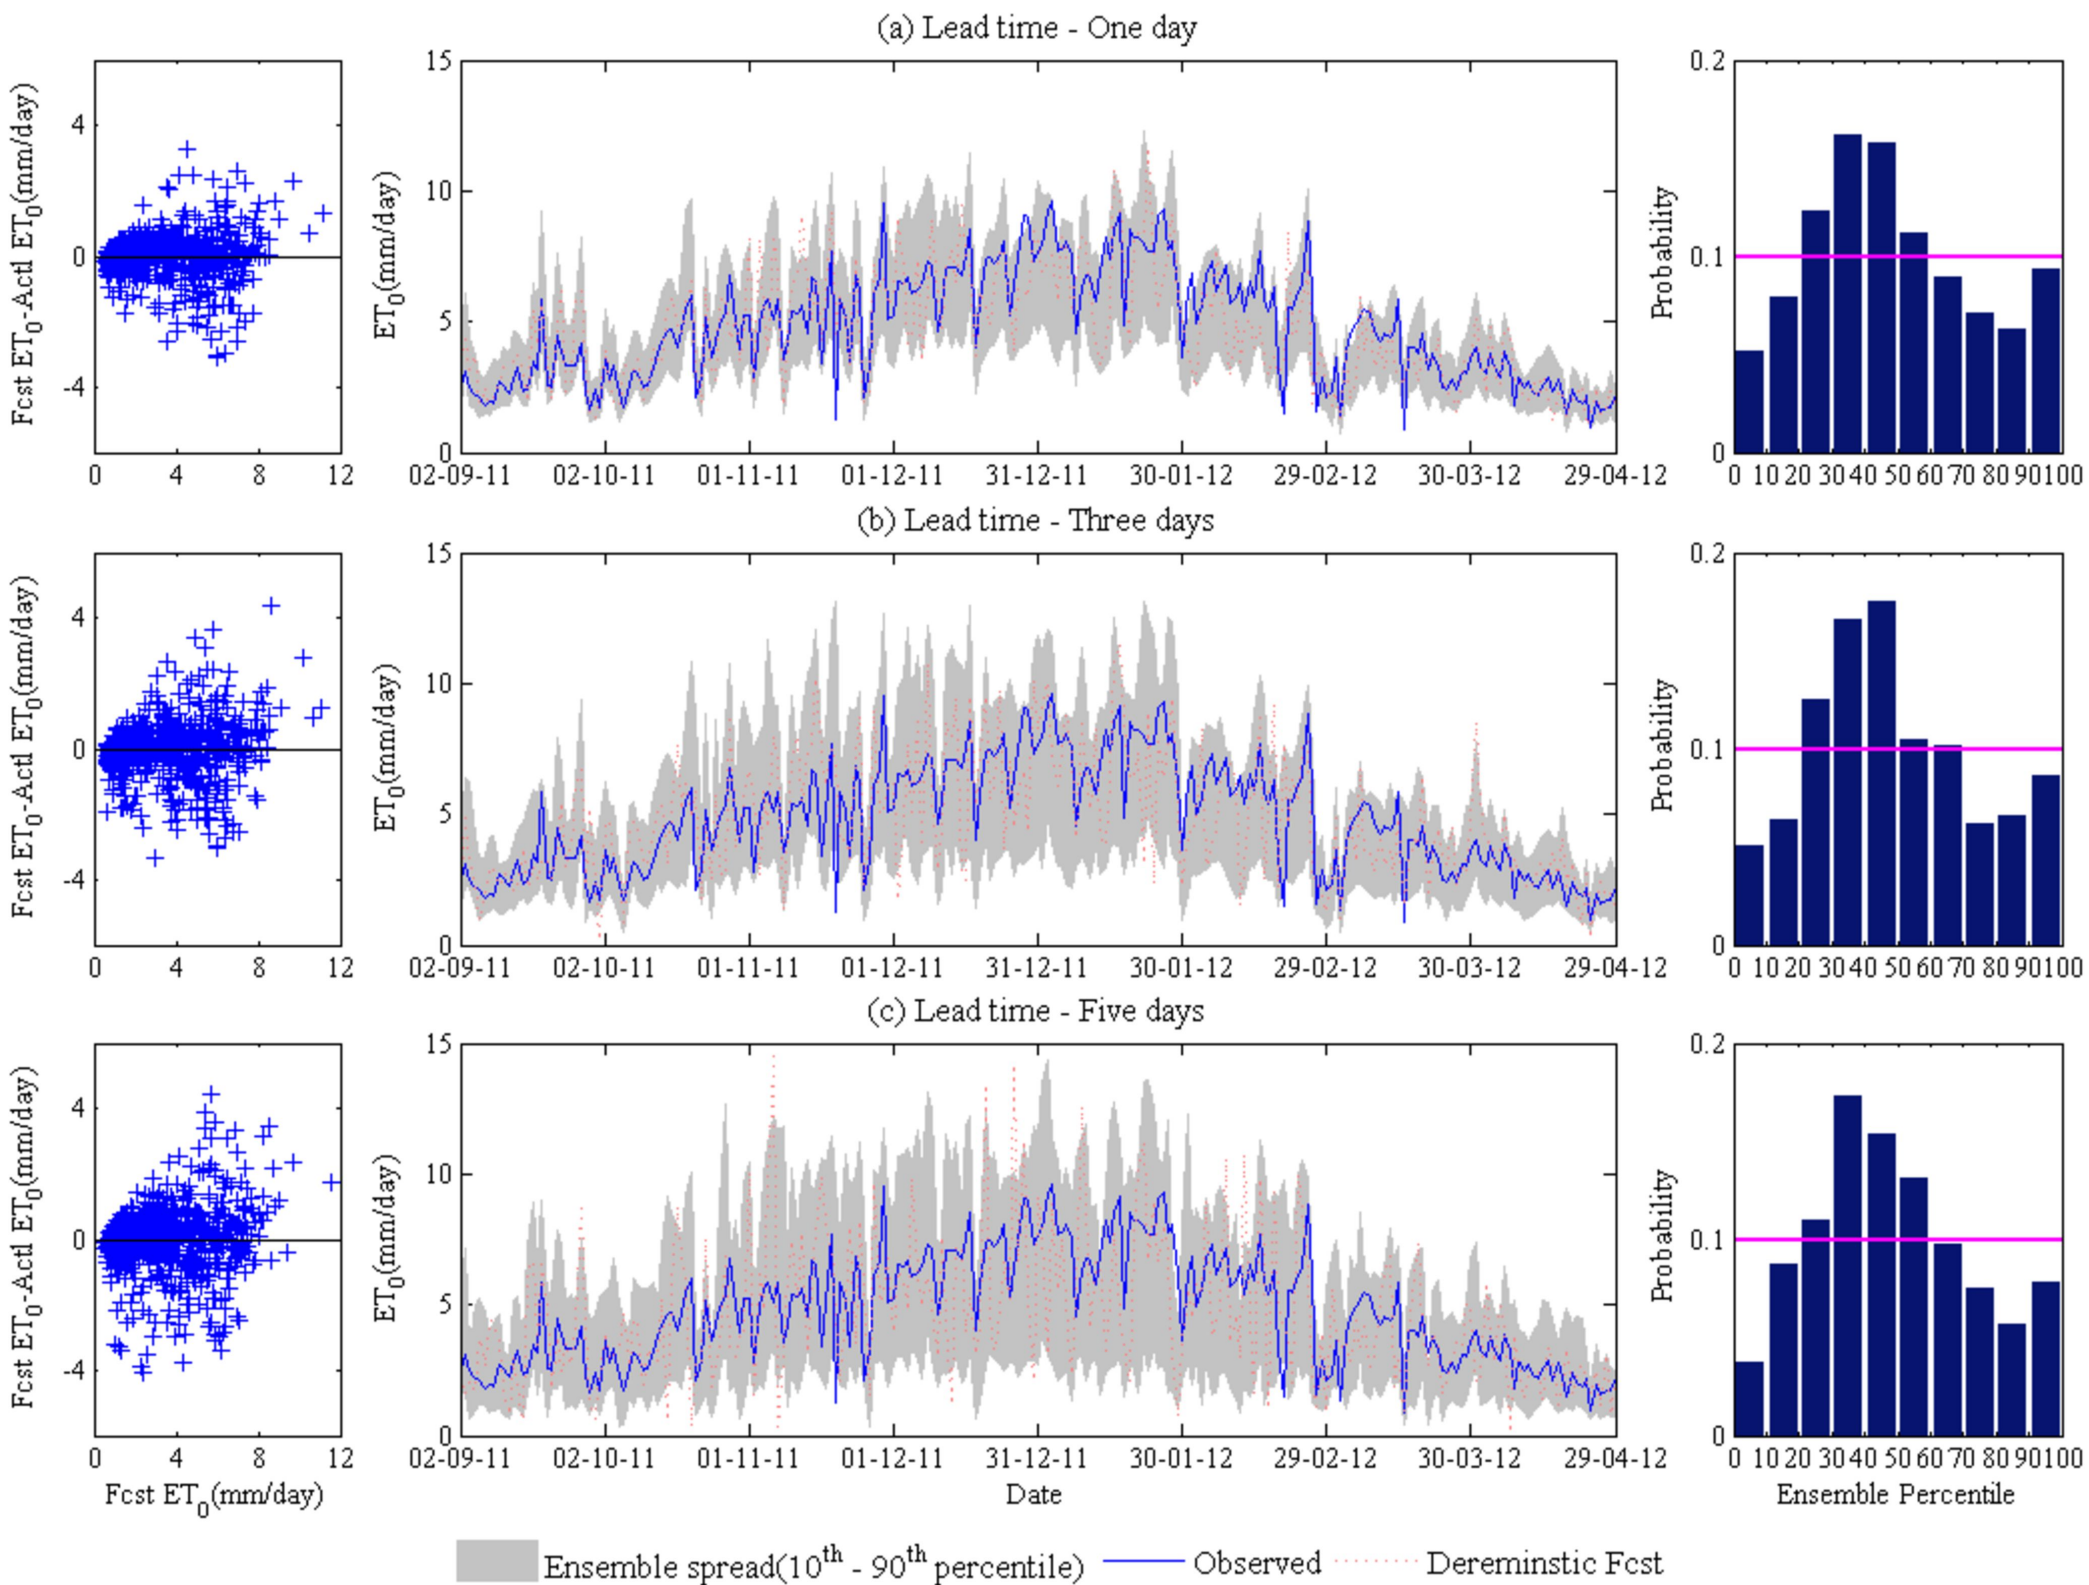 (a) Lead time - One day
Fcst ET0-Actl ET0(mm/day)
4
0
-4
0 4 8 12
ET0(mm/day)
15
10
5
0
02-09-11 02-10-11 01-11-11 01-12-11 31-12-11 30-01-12 29-02-12 30-03-12 29-04-12
Probability
0.2
0.1
0
0 10 20 30 40 50 60 70 80 90100
(b) Lead time - Three days
Fcst ET0-Actl ET0(mm/day)
4
0
-4
0 4 8 12
ET0(mm/day)
15
10
5
0
02-09-11 02-10-11 01-11-11 01-12-11 31-12-11 30-01-12 29-02-12 30-03-12 29-04-12
Probability
0.2
0.1
0
0 10 20 30 40 50 60 70 80 90100
(c) Lead time - Five days
Fcst ET0-Actl ET0(mm/day)
4
0
-4
0 4 8 12
Fcst ET0(mm/day)
ET0(mm/day)
15
10
5
0
02-09-11 02-10-11 01-11-11 01-12-11 31-12-11 30-01-12 29-02-12 30-03-12 29-04-12
Date
Probability
0.2
0.1
0
0 10 20 30 40 50 60 70 80 90100
Ensemble Percentile
Ensemble spread(10th - 90th percentile) Observed Dereminstic Fcst